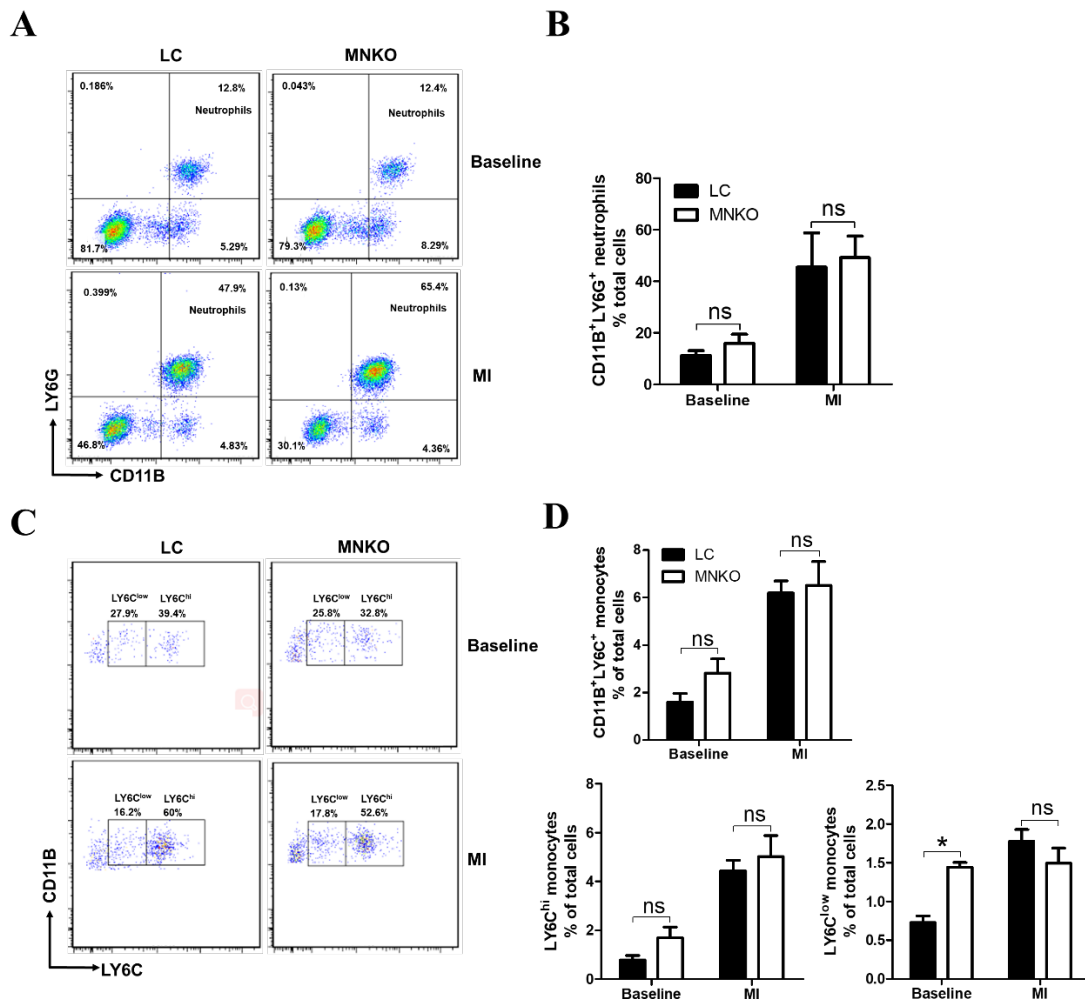 A
LC
MNKO
0.186%
12.8%
Neutrophils
81.7%
5.29%
0.043%
12.4%
Neutrophils
79.3%
8.29%
Baseline
0.399%
47.9%
Neutrophils
46.8%
4.83%
0.13%
65.4%
Neutrophils
30.1%
4.36%
MI
LY6G
CD11B
B
CD11B⁺LY6G⁺ neutrophils
% total cells
80
60
40
20
0
LC
MNKO
ns
ns
Baseline
MI
C
LC
MNKO
LY6Cˡᵒʷ LY6Cʰⁱ
27.9% 39.4%
LY6Cˡᵒʷ LY6Cʰⁱ
25.8% 32.8%
Baseline
LY6Cˡᵒʷ LY6Cʰⁱ
16.2% 60%
LY6Cˡᵒʷ LY6Cʰⁱ
17.8% 52.6%
MI
CD11B
LY6C
D
CD11B⁺LY6C⁺ monocytes
% of total cells
8
6
4
2
0
LC
MNKO
ns
ns
Baseline
MI
LY6Cʰⁱ monocytes
% of total cells
8
6
4
2
0
ns
ns
Baseline
MI
LY6Cˡᵒʷ monocytes
% of total cells
2.5
2.0
1.5
1.0
0.5
0.0
*
ns
Baseline
MI